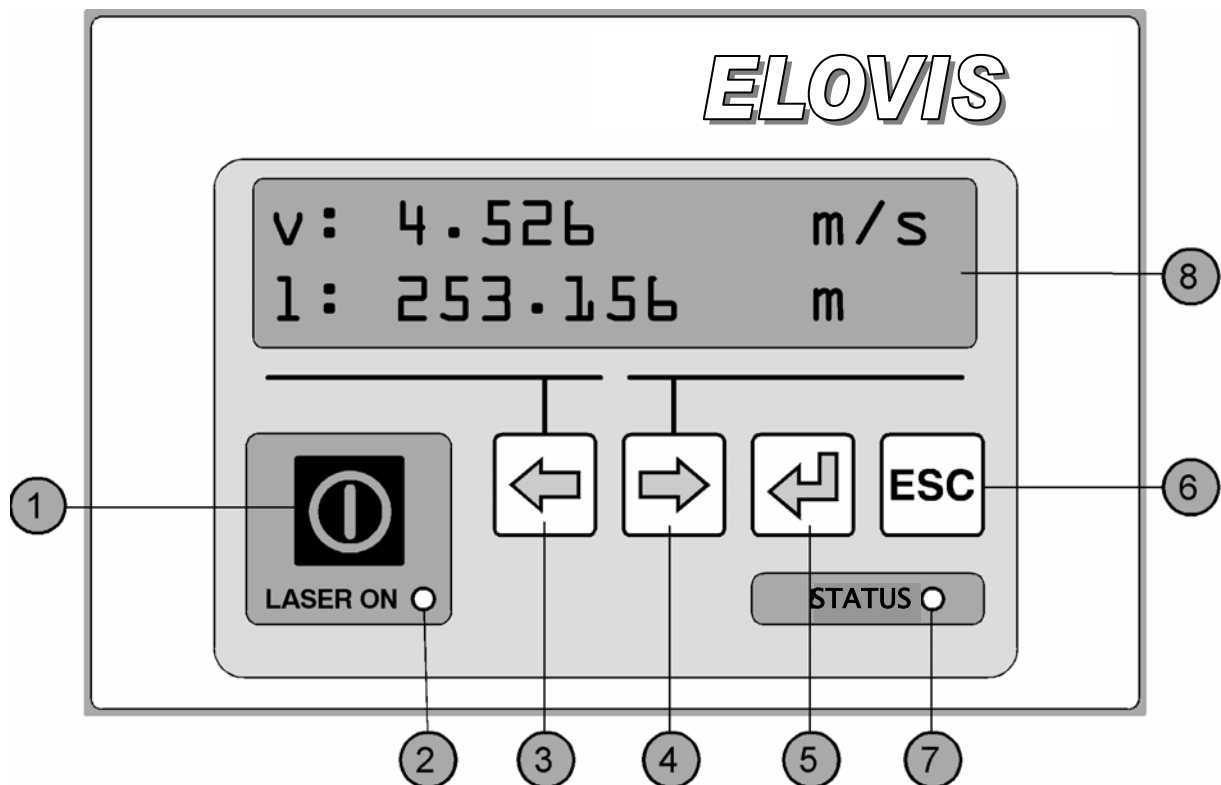 ELOVIS
v: 4.526 m/s
l: 253.156 m
8
1
ESC
6
LASER ON
STATUS
2
3
4
5
7